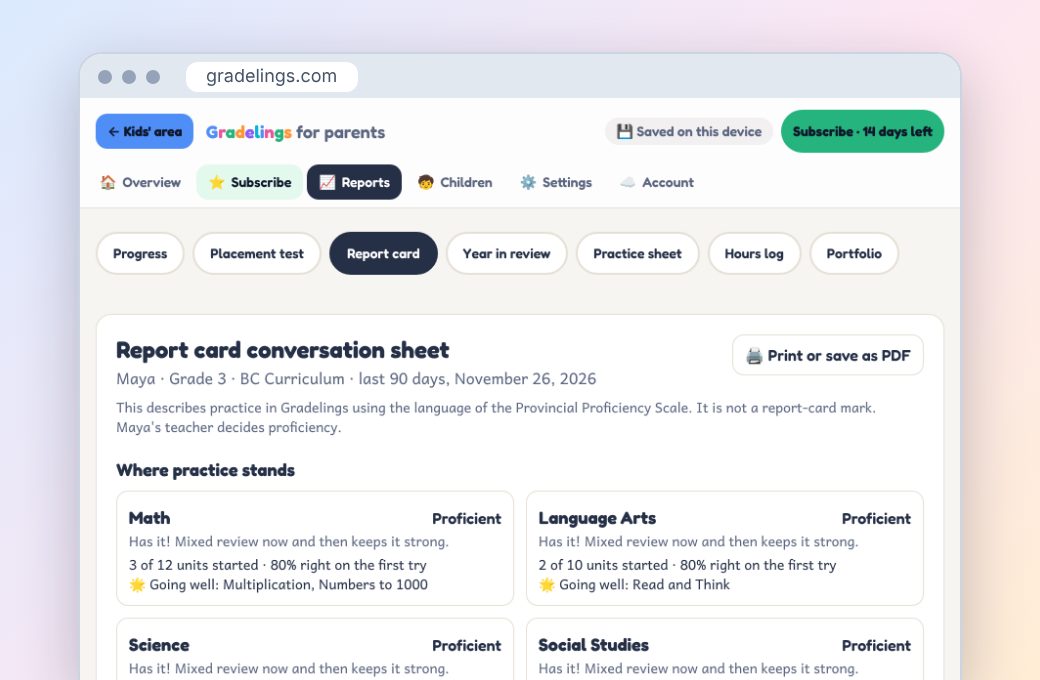 gradelings.com
← Kids' area
Gradelings for parents
Saved on this device
Subscribe · 14 days left
Overview
Subscribe
Reports
Children
Settings
Account
Progress
Placement test
Report card
Year in review
Practice sheet
Hours log
Portfolio
Report card conversation sheet
Print or save as PDF
Maya · Grade 3 · BC Curriculum · last 90 days, November 26, 2026
This describes practice in Gradelings using the language of the Provincial Proficiency Scale. It is not a report-card mark.
Maya's teacher decides proficiency.
Where practice stands
Math
Proficient
Has it! Mixed review now and then keeps it strong.
3 of 12 units started · 80% right on the first try
🌟 Going well: Multiplication, Numbers to 1000
Language Arts
Proficient
Has it! Mixed review now and then keeps it strong.
2 of 10 units started · 80% right on the first try
🌟 Going well: Read and Think
Science
Proficient
Has it! Mixed review now and then keeps it strong.
Social Studies
Proficient
Has it! Mixed review now and then keeps it strong.